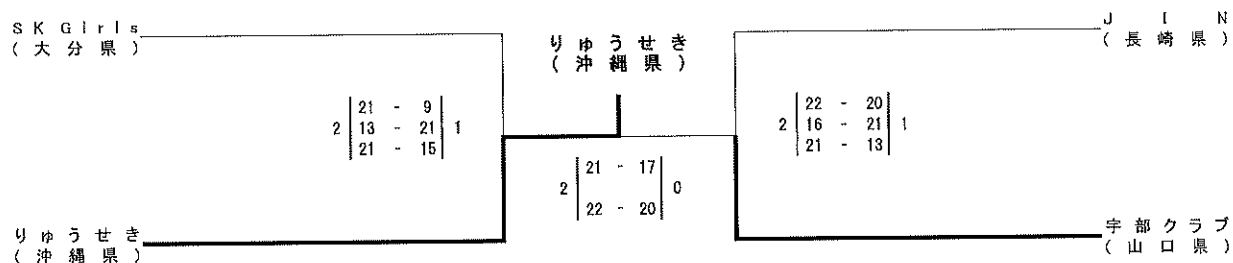 SK Girls
(大分県)
りゅうせき
(沖縄県)
JIN
(長崎県)
2 21 - 9 1
13 - 21
21 - 15
2 22 - 20 1
16 - 21
21 - 13
2 21 - 17 0
22 - 20
りゅうせき
(沖縄県)
宇部クラブ
(山口県)